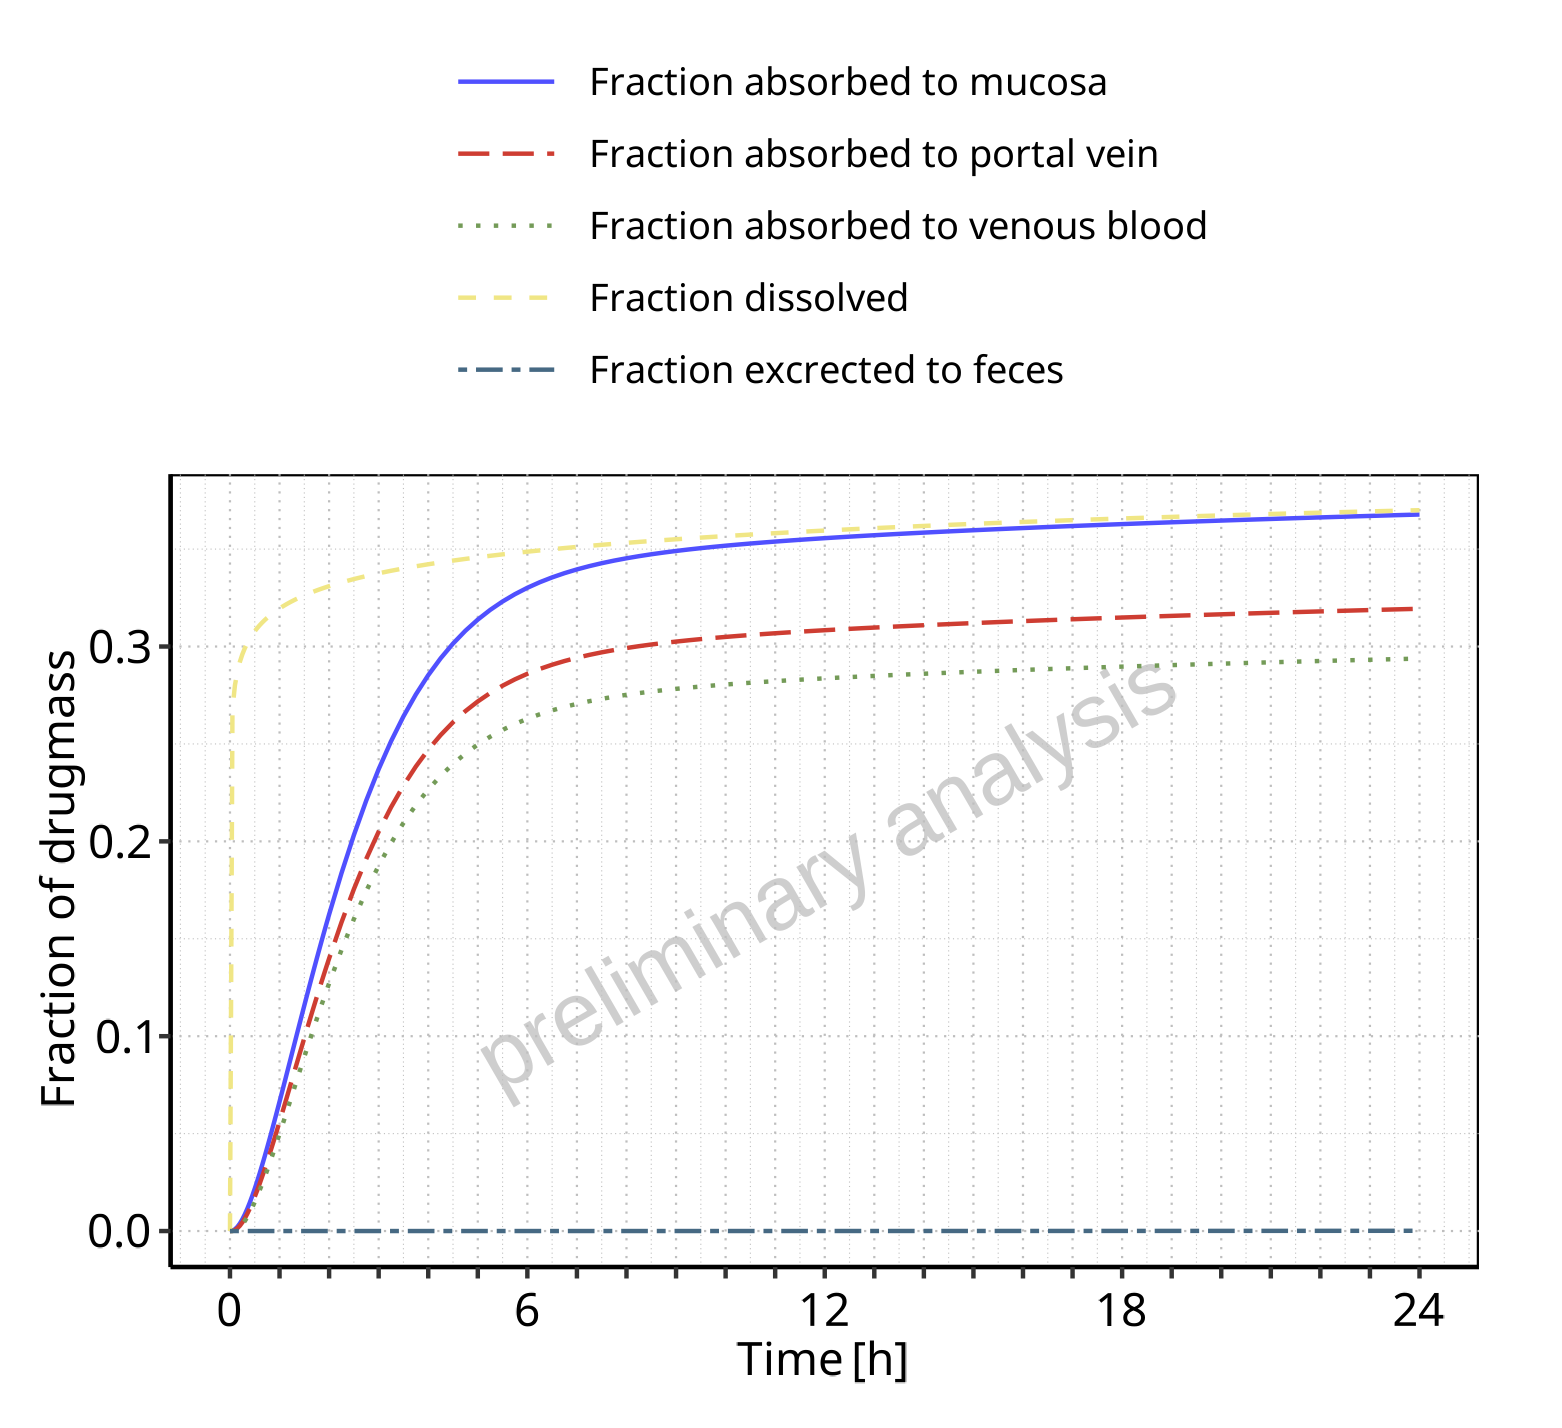 Fraction absorbed to mucosa
Fraction absorbed to portal vein
Fraction absorbed to venous blood
Fraction dissolved
Fraction excrected to feces
Fraction of drugmass
0.3
0.2
0.1
0.0
preliminary analysis
0 6 12 18 24
Time [h]